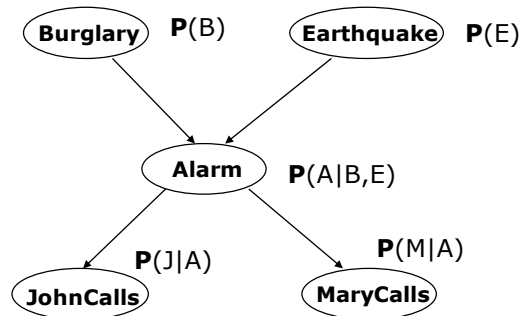 Burglary P(B)
Earthquake P(E)
Alarm
P(A|B,E)
P(J|A)
P(M|A)
JohnCalls
MaryCalls